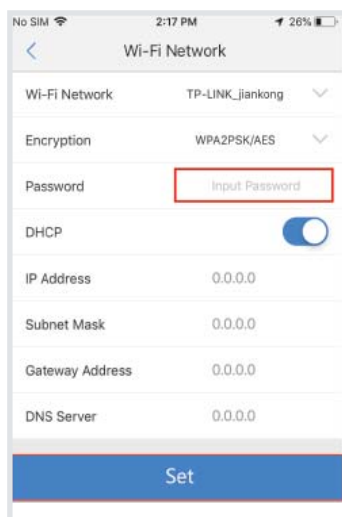 No SIM 2:17 PM 26%
Wi-Fi Network
Wi-Fi Network TP-LINK_jiankong
Encryption WPA2PSK/AES
Password Input Password
DHCP
IP Address 0.0.0.0
Subnet Mask 0.0.0.0
Gateway Address 0.0.0.0
DNS Server 0.0.0.0
Set